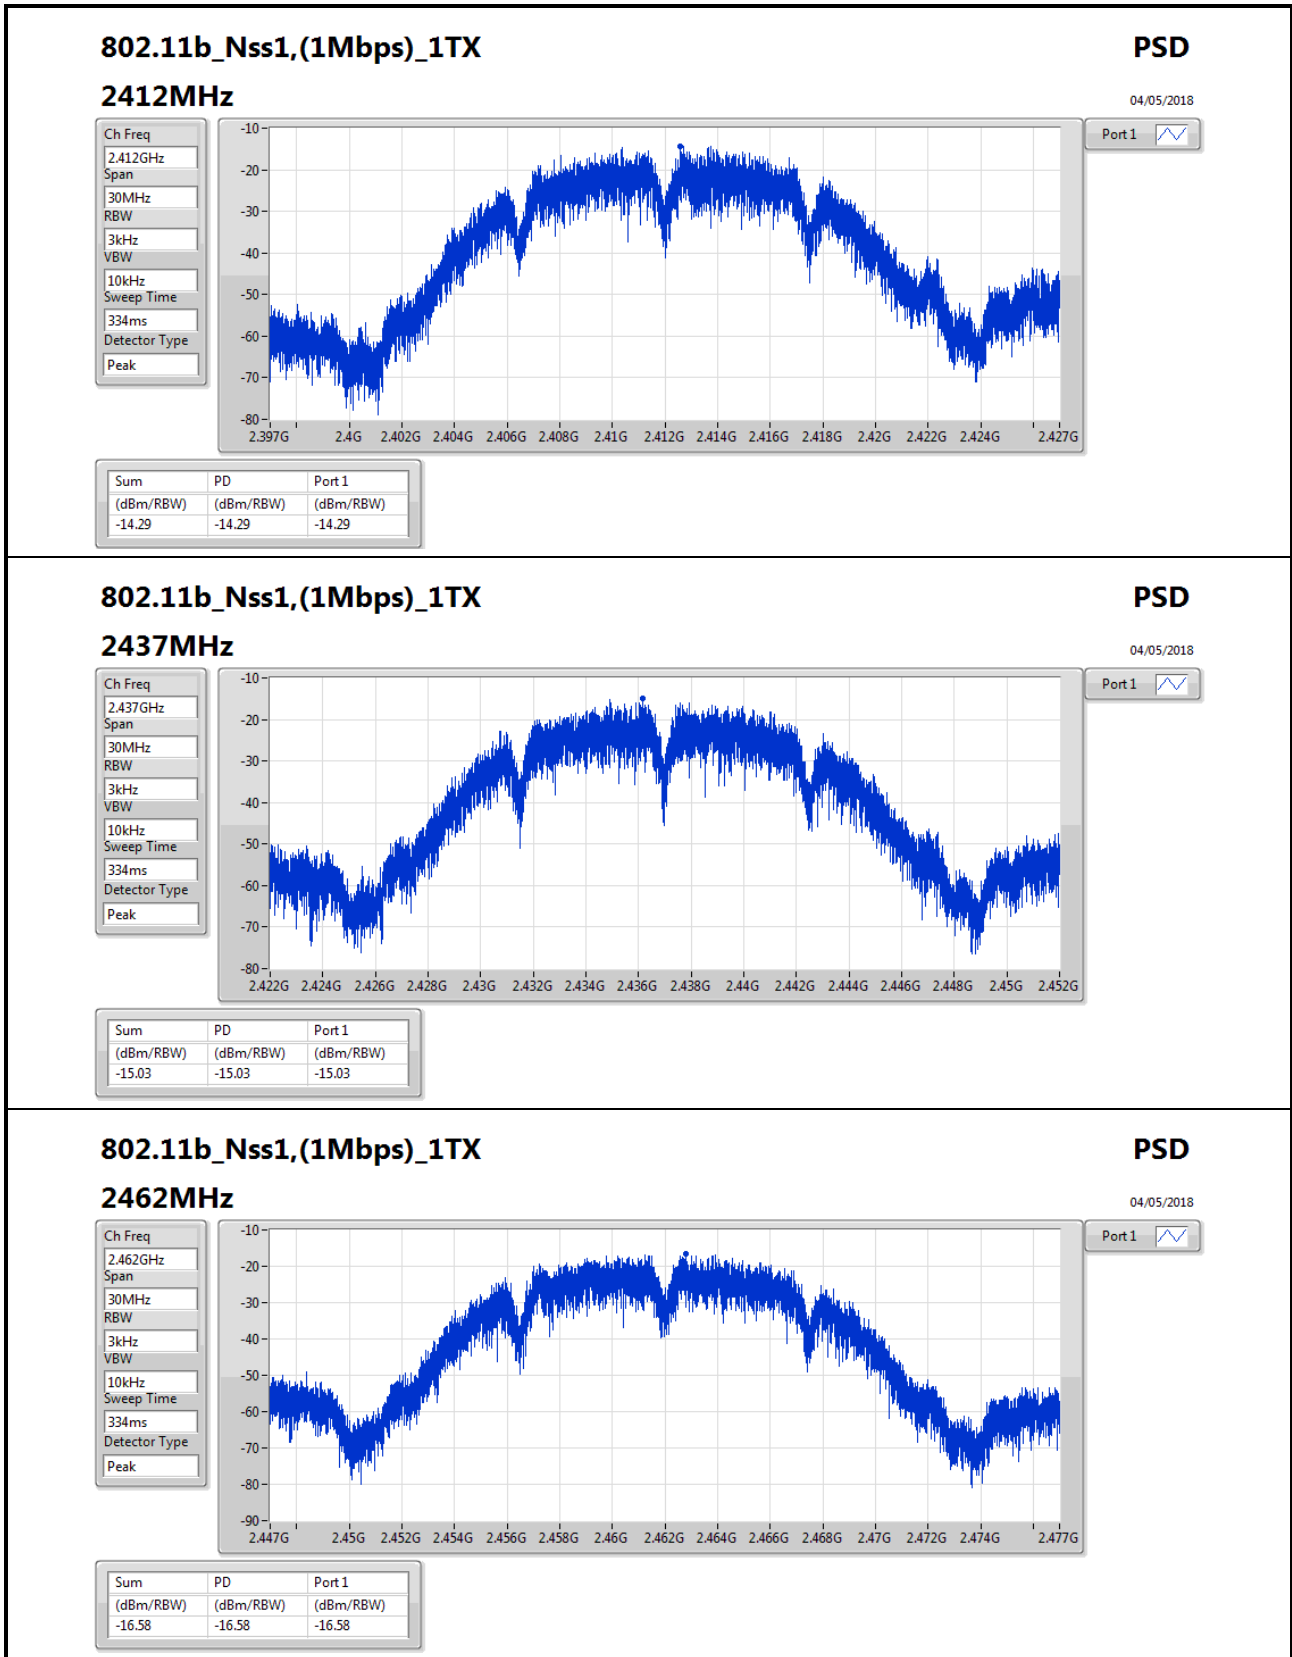 802.11b_Nss1,(1Mbps)_1TX PSD
2412MHz 04/05/2018
Ch Freq
2.412GHz
Span
30MHz
RBW
3kHz
VBW
10kHz
Sweep Time
334ms
Detector Type
Peak
-10
-20
-30
-40
-50
-60
-70
-80
2.397G 2.4G 2.402G 2.404G 2.406G 2.408G 2.41G 2.412G 2.414G 2.416G 2.418G 2.42G 2.422G 2.424G 2.427G
Port 1
Sum PD Port 1
(dBm/RBW) (dBm/RBW) (dBm/RBW)
-14.29 -14.29 -14.29
802.11b_Nss1,(1Mbps)_1TX PSD
2437MHz 04/05/2018
Ch Freq
2.437GHz
Span
30MHz
RBW
3kHz
VBW
10kHz
Sweep Time
334ms
Detector Type
Peak
-10
-20
-30
-40
-50
-60
-70
-80
2.422G 2.424G 2.426G 2.428G 2.43G 2.432G 2.434G 2.436G 2.438G 2.44G 2.442G 2.444G 2.446G 2.448G 2.45G 2.452G
Port 1
Sum PD Port 1
(dBm/RBW) (dBm/RBW) (dBm/RBW)
-15.03 -15.03 -15.03
802.11b_Nss1,(1Mbps)_1TX PSD
2462MHz 04/05/2018
Ch Freq
2.462GHz
Span
30MHz
RBW
3kHz
VBW
10kHz
Sweep Time
334ms
Detector Type
Peak
-10
-20
-30
-40
-50
-60
-70
-80
-90
2.447G 2.45G 2.452G 2.454G 2.456G 2.458G 2.46G 2.462G 2.464G 2.466G 2.468G 2.47G 2.472G 2.474G 2.477G
Port 1
Sum PD Port 1
(dBm/RBW) (dBm/RBW) (dBm/RBW)
-16.58 -16.58 -16.58